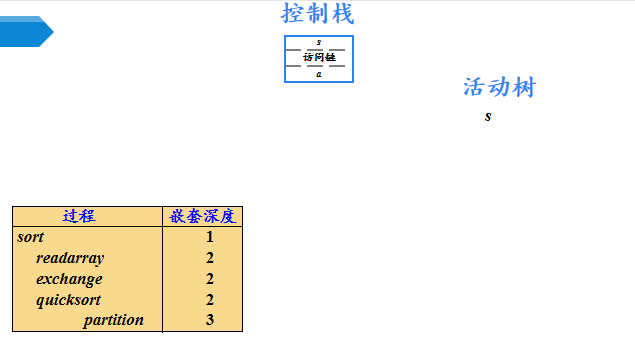 控制栈
s
访问链
a
活动树
s
过程 嵌套深度
sort 1
readarray 2
exchange 2
quicksort 2
partition 3